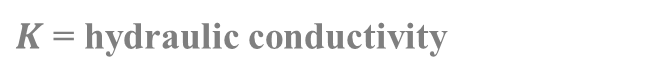 K = hydraulic conductivity